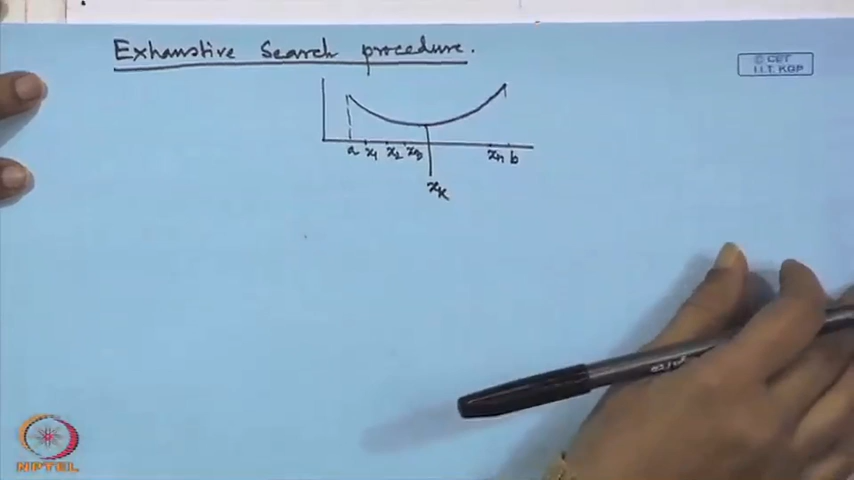 Exhaustive Search procedure.
© CET
I.I.T. KGP
a x1 x2 x3 xn b
xK
NPTEL